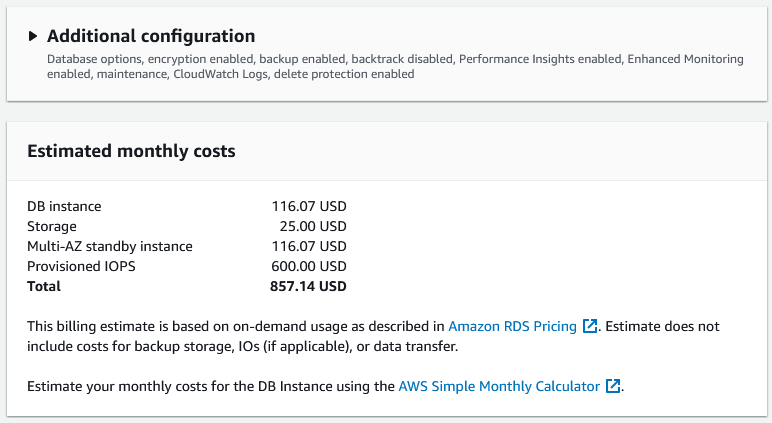 Additional configuration
Database options, encryption enabled, backup enabled, backtrack disabled, Performance Insights enabled, Enhanced Monitoring
enabled, maintenance, CloudWatch Logs, delete protection enabled
Estimated monthly costs
DB instance 116.07 USD
Storage 25.00 USD
Multi-AZ standby instance 116.07 USD
Provisioned IOPS 600.00 USD
Total 857.14 USD
This billing estimate is based on on-demand usage as described in Amazon RDS Pricing . Estimate does not
include costs for backup storage, IOs (if applicable), or data transfer.
Estimate your monthly costs for the DB Instance using the AWS Simple Monthly Calculator .